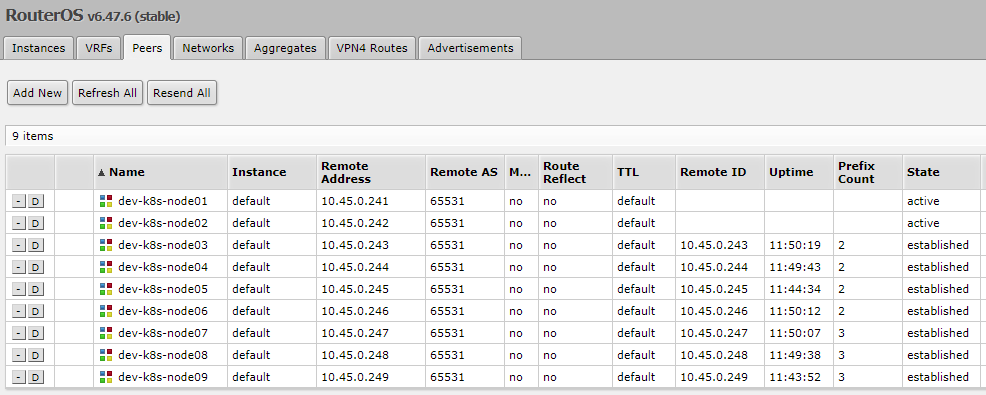 RouterOS v6.47.6 (stable)
Instances VRFs Peers Networks Aggregates VPN4 Routes Advertisements
Add New Refresh All Resend All
9 items
▲ Name Instance Remote Address Remote AS M... Route Reflect TTL Remote ID Uptime Prefix Count State
- D dev-k8s-node01 default 10.45.0.241 65531 no no default active
- D dev-k8s-node02 default 10.45.0.242 65531 no no default active
- D dev-k8s-node03 default 10.45.0.243 65531 no no default 10.45.0.243 11:50:19 2 established
- D dev-k8s-node04 default 10.45.0.244 65531 no no default 10.45.0.244 11:49:43 2 established
- D dev-k8s-node05 default 10.45.0.245 65531 no no default 10.45.0.245 11:44:34 2 established
- D dev-k8s-node06 default 10.45.0.246 65531 no no default 10.45.0.246 11:50:12 2 established
- D dev-k8s-node07 default 10.45.0.247 65531 no no default 10.45.0.247 11:50:07 3 established
- D dev-k8s-node08 default 10.45.0.248 65531 no no default 10.45.0.248 11:49:38 3 established
- D dev-k8s-node09 default 10.45.0.249 65531 no no default 10.45.0.249 11:43:52 3 established